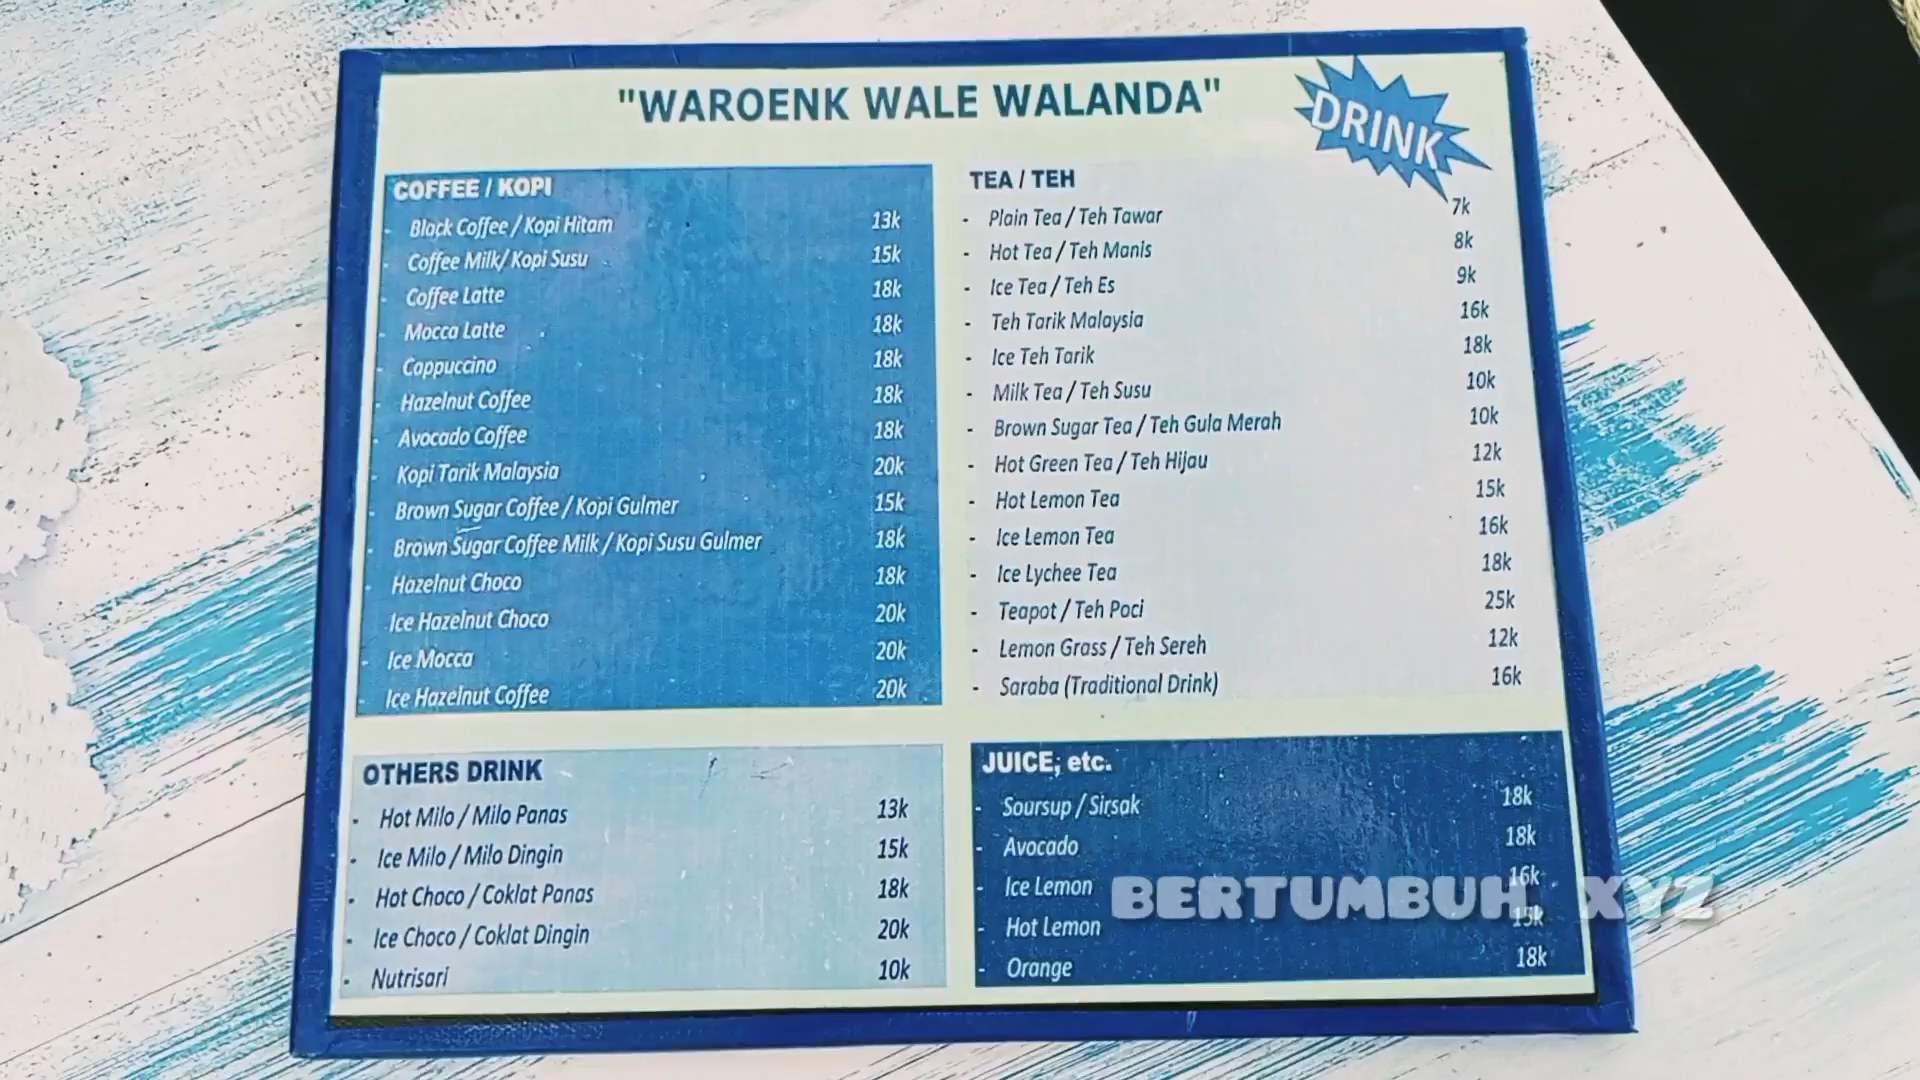 "WAROENK WALE WALANDA"
DRINK
COFFEE / KOPI
- Black Coffee / Kopi Hitam 13k
- Coffee Milk/ Kopi Susu 15k
- Coffee Latte 18k
- Mocca Latte 18k
- Cappuccino 18k
- Hazelnut Coffee 18k
- Avocado Coffee 18k
- Kopi Tarik Malaysia 20k
- Brown Sugar Coffee / Kopi Gulmer 15k
- Brown Sugar Coffee Milk / Kopi Susu Gulmer 18k
- Hazelnut Choco 18k
- Ice Hazelnut Choco 20k
- Ice Mocca 20k
- Ice Hazelnut Coffee 20k
TEA / TEH
- Plain Tea / Teh Tawar 7k
- Hot Tea / Teh Manis 8k
- Ice Tea / Teh Es 9k
- Teh Tarik Malaysia 16k
- Ice Teh Tarik 18k
- Milk Tea / Teh Susu 10k
- Brown Sugar Tea / Teh Gula Merah 10k
- Hot Green Tea / Teh Hijau 12k
- Hot Lemon Tea 15k
- Ice Lemon Tea 16k
- Ice Lychee Tea 18k
- Teapot / Teh Poci 25k
- Lemon Grass / Teh Sereh 12k
- Saraba (Traditional Drink) 16k
OTHERS DRINK
- Hot Milo / Milo Panas 13k
- Ice Milo / Milo Dingin 15k
- Hot Choco / Coklat Panas 18k
- Ice Choco / Coklat Dingin 20k
- Nutrisari 10k
JUICE, etc.
- Soursup / Sirsak 18k
- Avocado 18k
- Ice Lemon 16k
- Hot Lemon 15k
- Orange 18k
BERTUMBUH XYZ